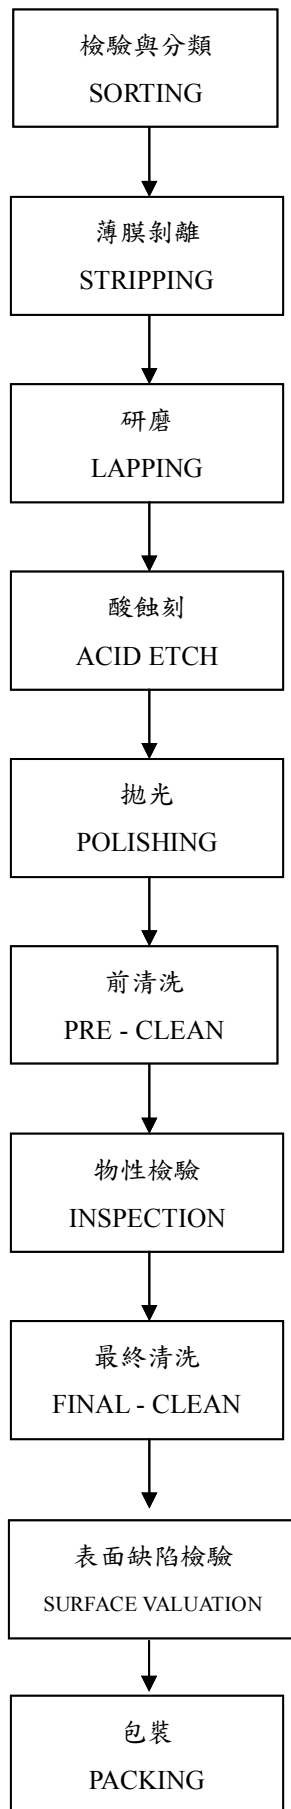 檢驗與分類
SORTING
薄膜剝離
STRIPPING
研磨
LAPPING
酸蝕刻
ACID ETCH
拋光
POLISHING
前清洗
PRE - CLEAN
物性檢驗
INSPECTION
最終清洗
FINAL - CLEAN
表面缺陷檢驗
SURFACE VALUATION
包裝
PACKING